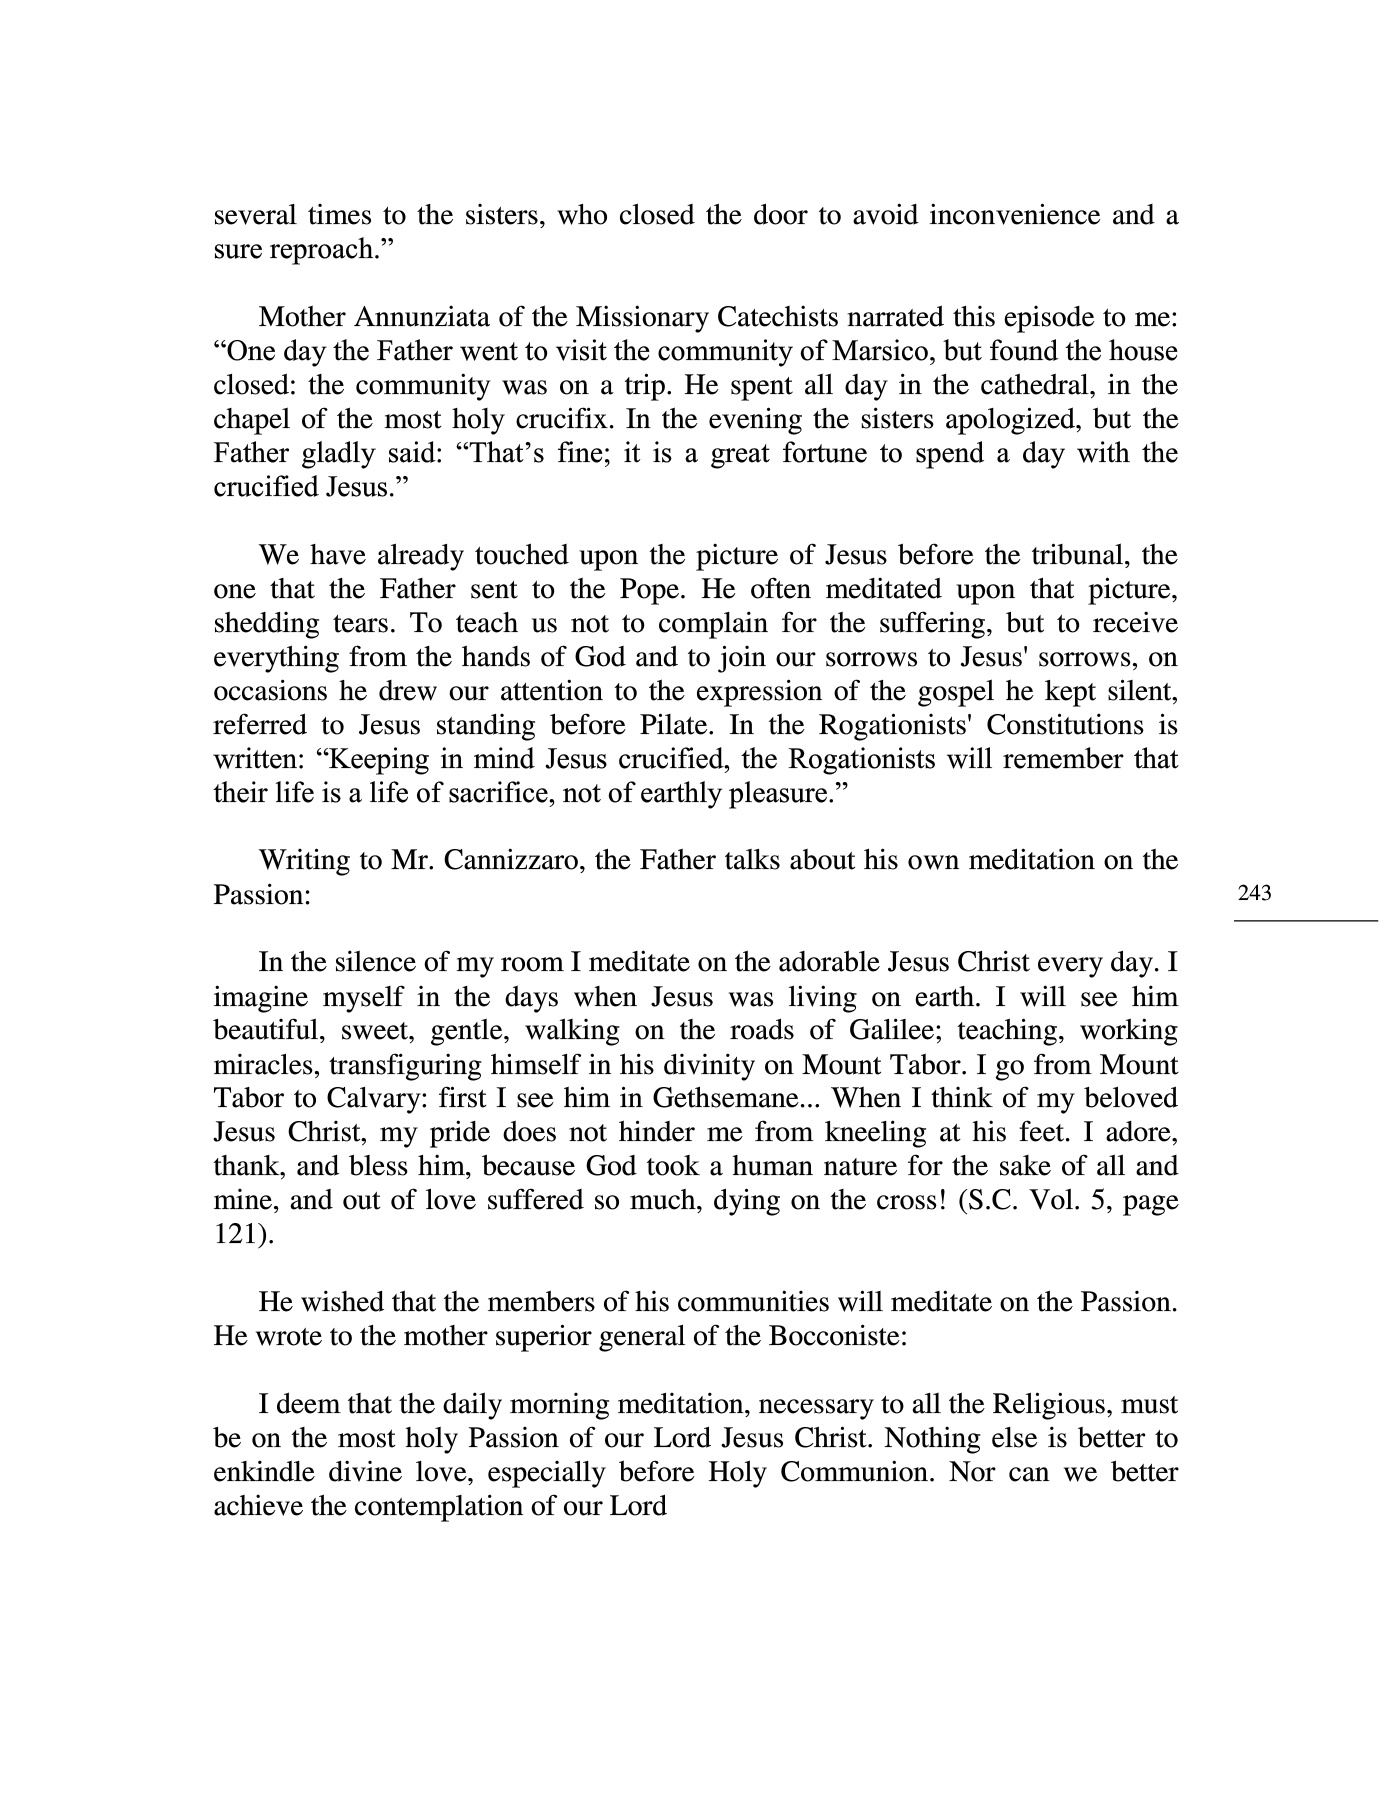 several times to the sisters, who closed the door to avoid inconvenience and a
sure reproach.”
Mother Annunziata of the Missionary Catechists narrated this episode to me:
“One day the Father went to visit the community of Marsico, but found the house
closed: the community was on a trip. He spent all day in the cathedral, in the
chapel of the most holy crucifix. In the evening the sisters apologized, but the
Father gladly said: “That’s fine; it is a great fortune to spend a day with the
crucified Jesus.”
We have already touched upon the picture of Jesus before the tribunal, the
one that the Father sent to the Pope. He often meditated upon that picture,
shedding tears. To teach us not to complain for the suffering, but to receive
everything from the hands of God and to join our sorrows to Jesus' sorrows, on
occasions he drew our attention to the expression of the gospel he kept silent,
referred to Jesus standing before Pilate. In the Rogationists' Constitutions is
written: “Keeping in mind Jesus crucified, the Rogationists will remember that
their life is a life of sacrifice, not of earthly pleasure.”
Writing to Mr. Cannizzaro, the Father talks about his own meditation on the
Passion:
243
In the silence of my room I meditate on the adorable Jesus Christ every day. I
imagine myself in the days when Jesus was living on earth. I will see him
beautiful, sweet, gentle, walking on the roads of Galilee; teaching, working
miracles, transfiguring himself in his divinity on Mount Tabor. I go from Mount
Tabor to Calvary: first I see him in Gethsemane... When I think of my beloved
Jesus Christ, my pride does not hinder me from kneeling at his feet. I adore,
thank, and bless him, because God took a human nature for the sake of all and
mine, and out of love suffered so much, dying on the cross! (S.C. Vol. 5, page
121).
He wished that the members of his communities will meditate on the Passion.
He wrote to the mother superior general of the Bocconiste:
I deem that the daily morning meditation, necessary to all the Religious, must
be on the most holy Passion of our Lord Jesus Christ. Nothing else is better to
enkindle divine love, especially before Holy Communion. Nor can we better
achieve the contemplation of our Lord